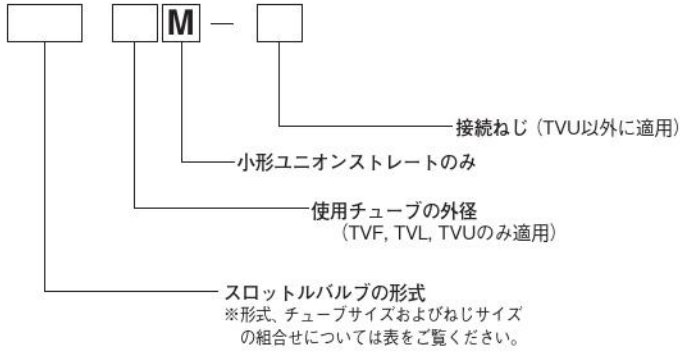 M －
接続ねじ（TVU以外に適用）
小形ユニオンストレートのみ
使用チューブの外径
（TVF, TVL, TVUのみ適用）
スロットルバルブの形式
※形式、チューブサイズおよびねじサイズ
の組合せについては表をご覧ください。